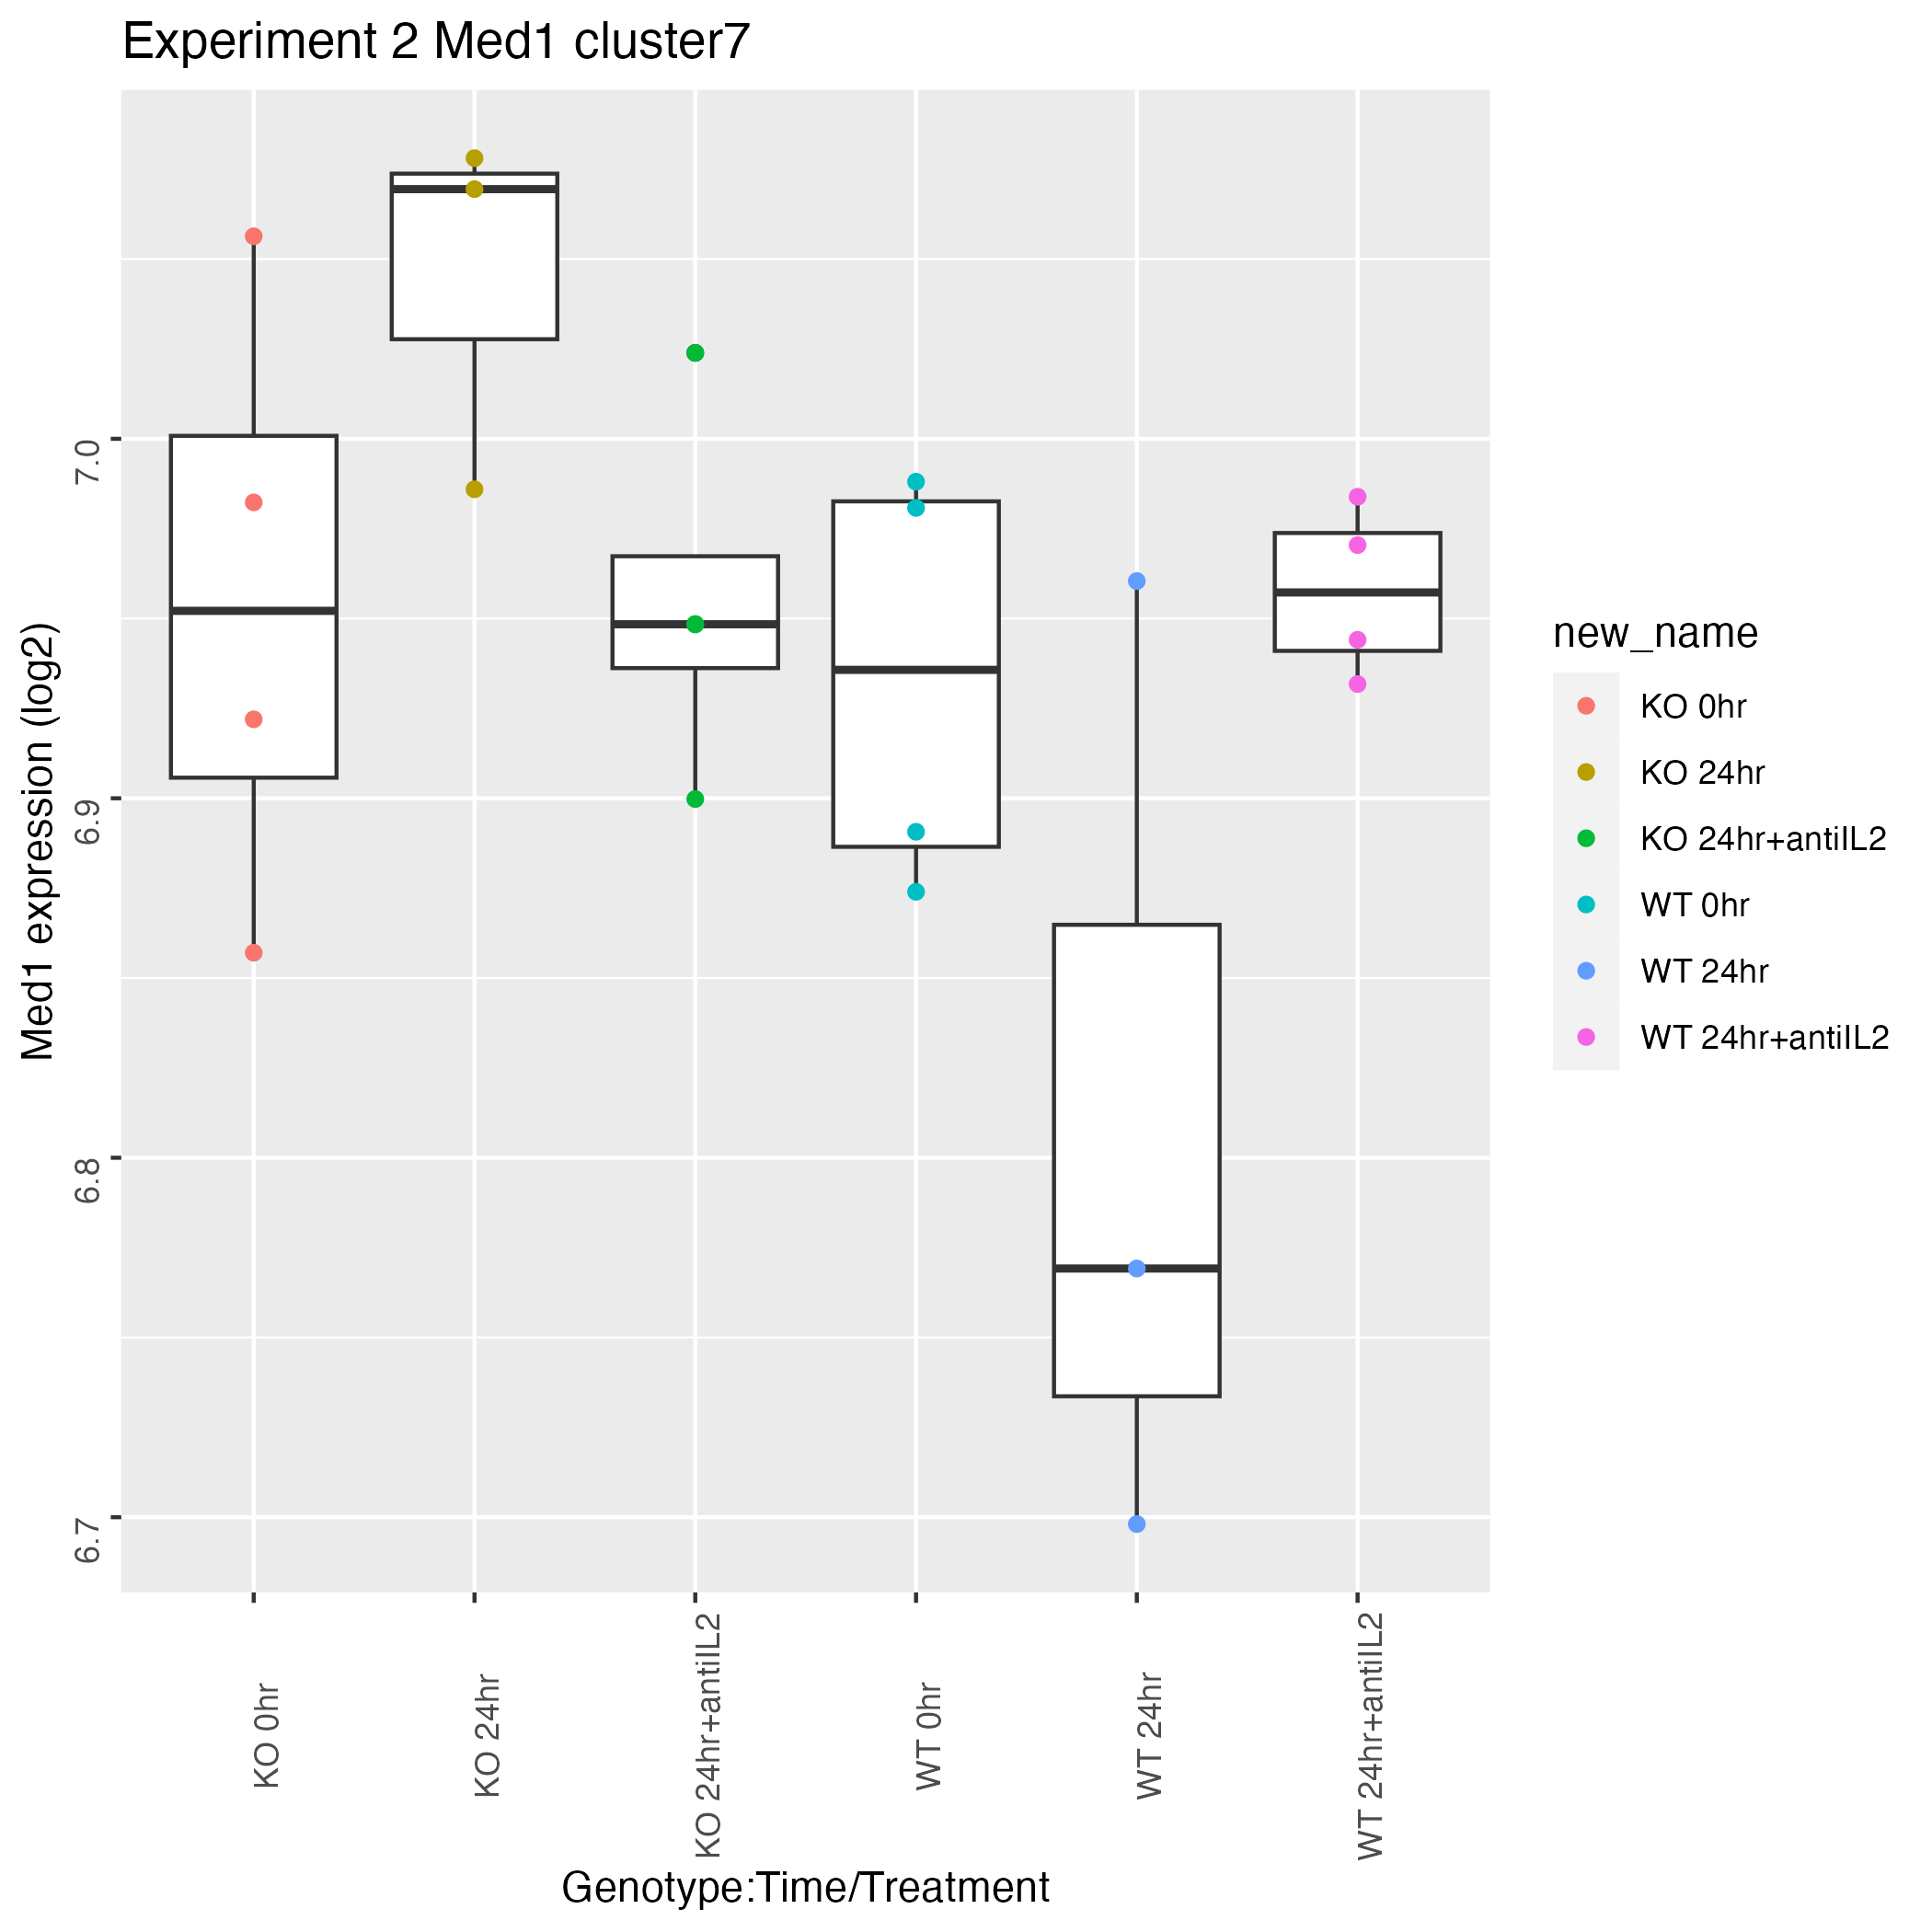 Experiment 2 Med1 cluster7
Med1 expression (log2)
7.0
6.9
6.8
6.7
KO 0hr
KO 24hr
KO 24hr+antiIL2
WT 0hr
WT 24hr
WT 24hr+antiIL2
Genotype:Time/Treatment
new_name
KO 0hr
KO 24hr
KO 24hr+antiIL2
WT 0hr
WT 24hr
WT 24hr+antiIL2